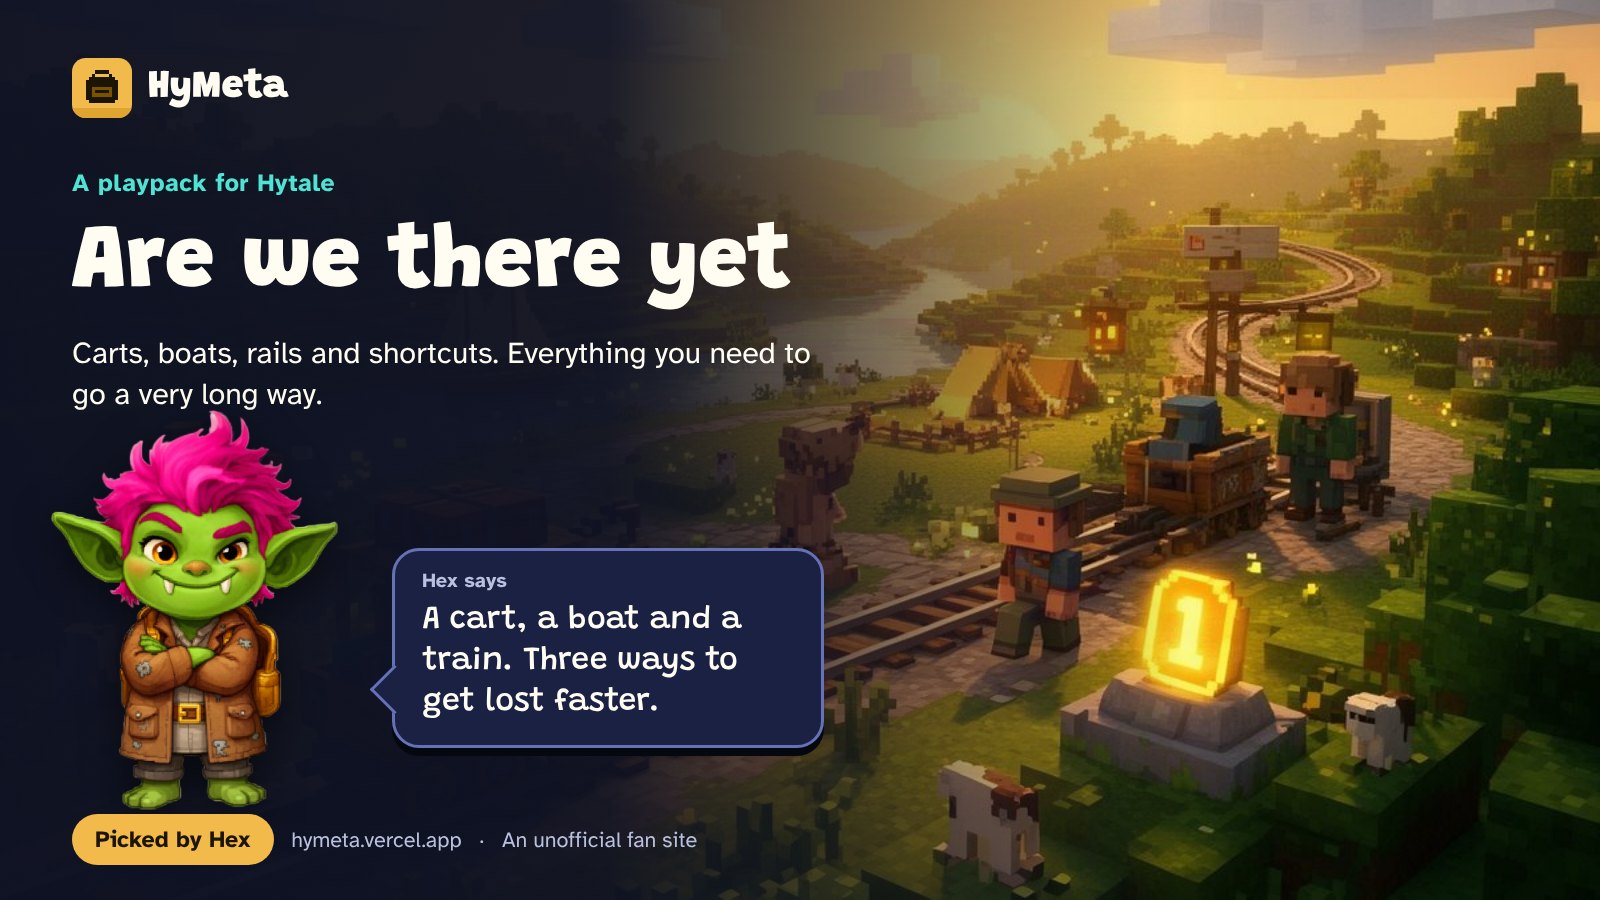 HyMeta
A playpack for Hytale
Are we there yet
Carts, boats, rails and shortcuts. Everything you need to
go a very long way.
Hex says
A cart, a boat and a
train. Three ways to
get lost faster.
1
Picked by Hex
hymeta.vercel.app · An unofficial fan site